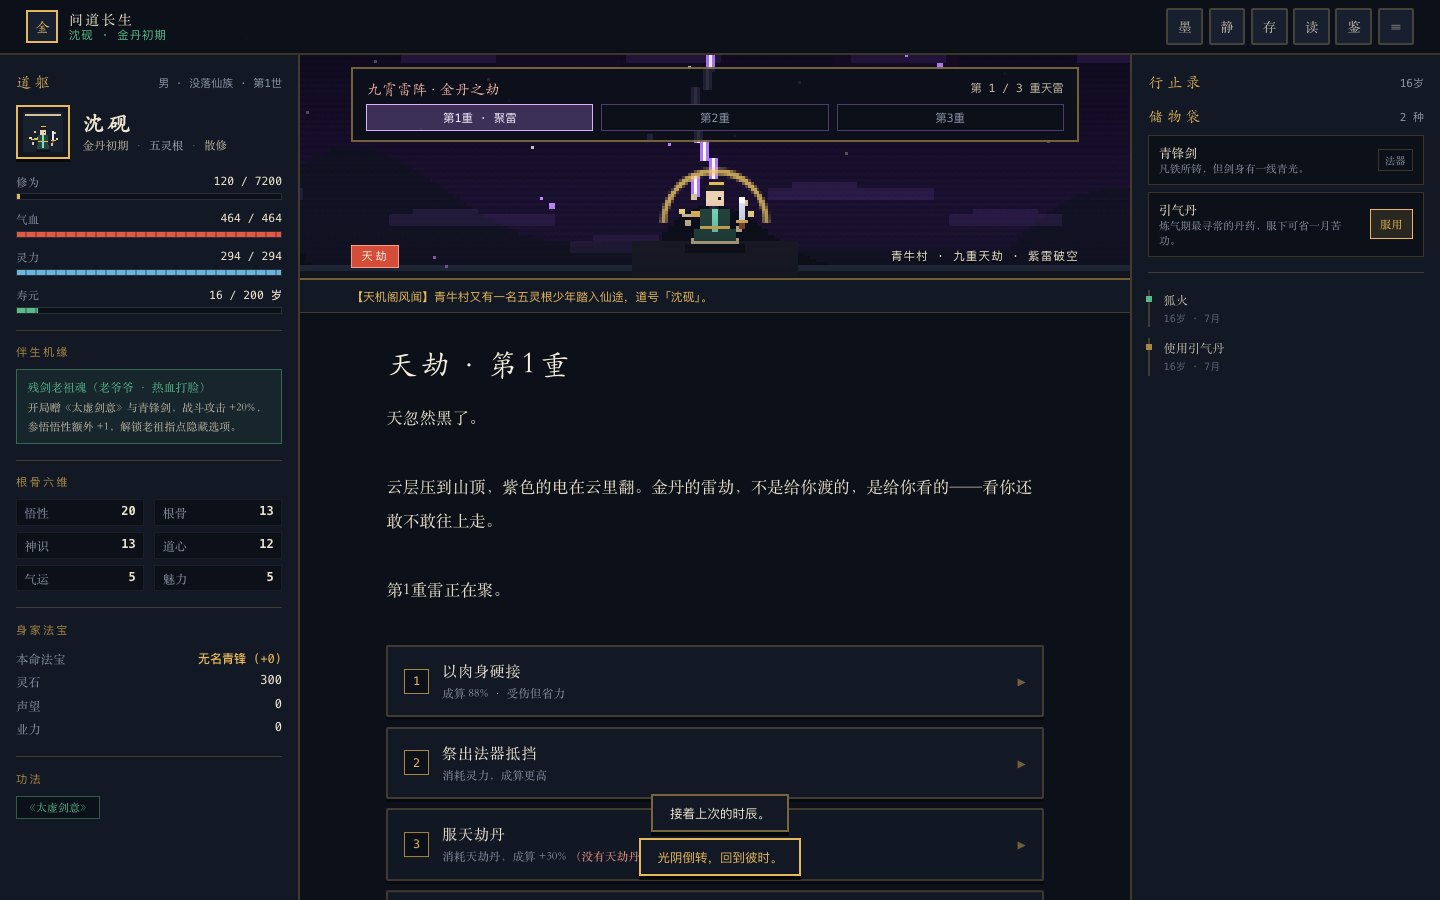 金
问道长生
沈砚 · 金丹初期
墨 静 存 读 鉴 ≡
道躯
男 · 没落仙族 · 第1世
沈砚
金丹初期 · 五灵根 · 散修
修为 120 / 7200
气血 464 / 464
灵力 294 / 294
寿元 16 / 200 岁
伴生机缘
残剑老祖魂（老爷爷 · 热血打脸）
开局赠《太虚剑意》与青锋剑，战斗攻击 +20%，
参悟悟性额外 +1，解锁老祖指点隐藏选项。
根骨六维
悟性 20
根骨 13
神识 13
道心 12
气运 5
魅力 5
身家法宝
本命法宝 无名青锋 (+0)
灵石 300
声望 0
业力 0
功法
《太虚剑意》
九霄雷阵·金丹之劫
第 1 / 3 重天雷
第1重 · 聚雷
第2重
第3重
天劫
青牛村 · 九重天劫 · 紫雷破空
【天机阁风闻】青牛村又有一名五灵根少年踏入仙途，道号「沈砚」。
天劫 · 第1重
天忽然黑了。
云层压到山顶，紫色的电在云里翻。金丹的雷劫，不是给你渡的，是给你看的——看你还
敢不敢往上走。
第1重雷正在聚。
1
以肉身硬接
成算 88% · 受伤但省力
▶
2
祭出法器抵挡
消耗灵力，成算更高
▶
3
服天劫丹
消耗天劫丹，成算 +30% （没有天劫丹
▶
接着上次的时辰。
光阴倒转，回到彼时。
行止录
16岁
储物袋
2 种
青锋剑
凡铁所铸，但剑身有一线青光。
法器
引气丹
炼气期最寻常的丹药，服下可省一月苦
功。
服用
狐火
16岁 · 7月
使用引气丹
16岁 · 7月